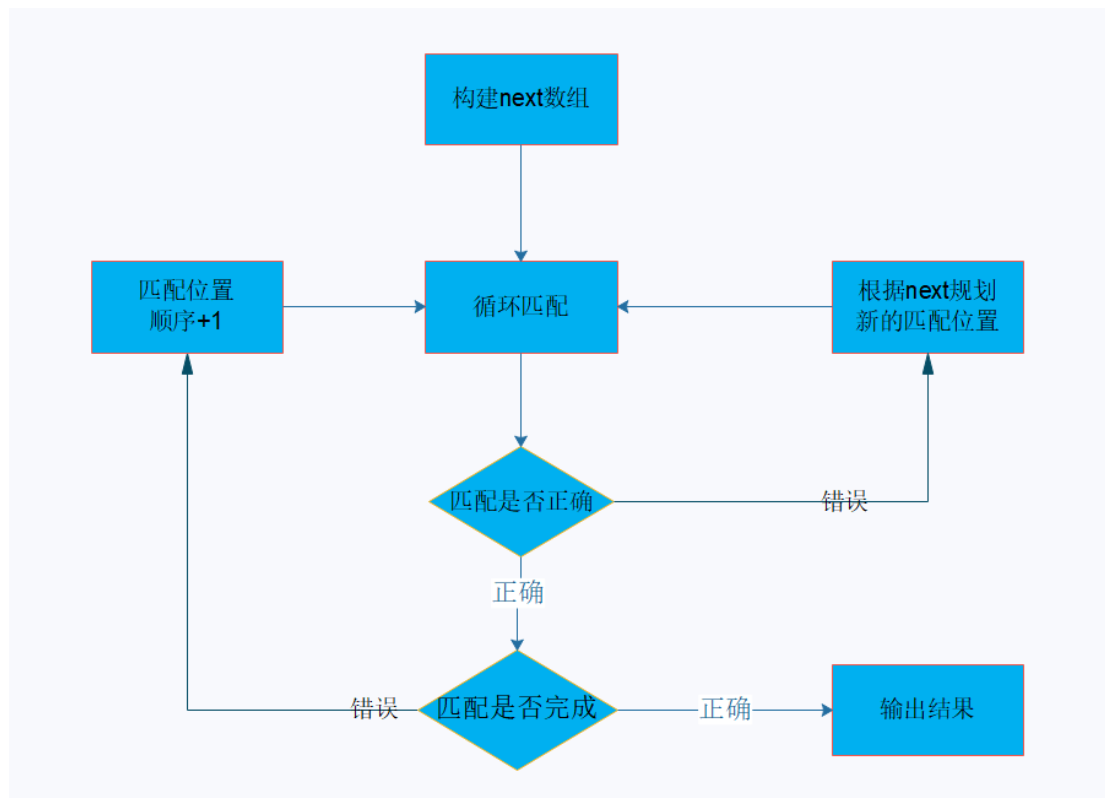 构建next数组
匹配位置
顺序+1
循环匹配
根据next规划
新的匹配位置
匹配是否正确
错误
正确
错误
匹配是否完成
正确
输出结果